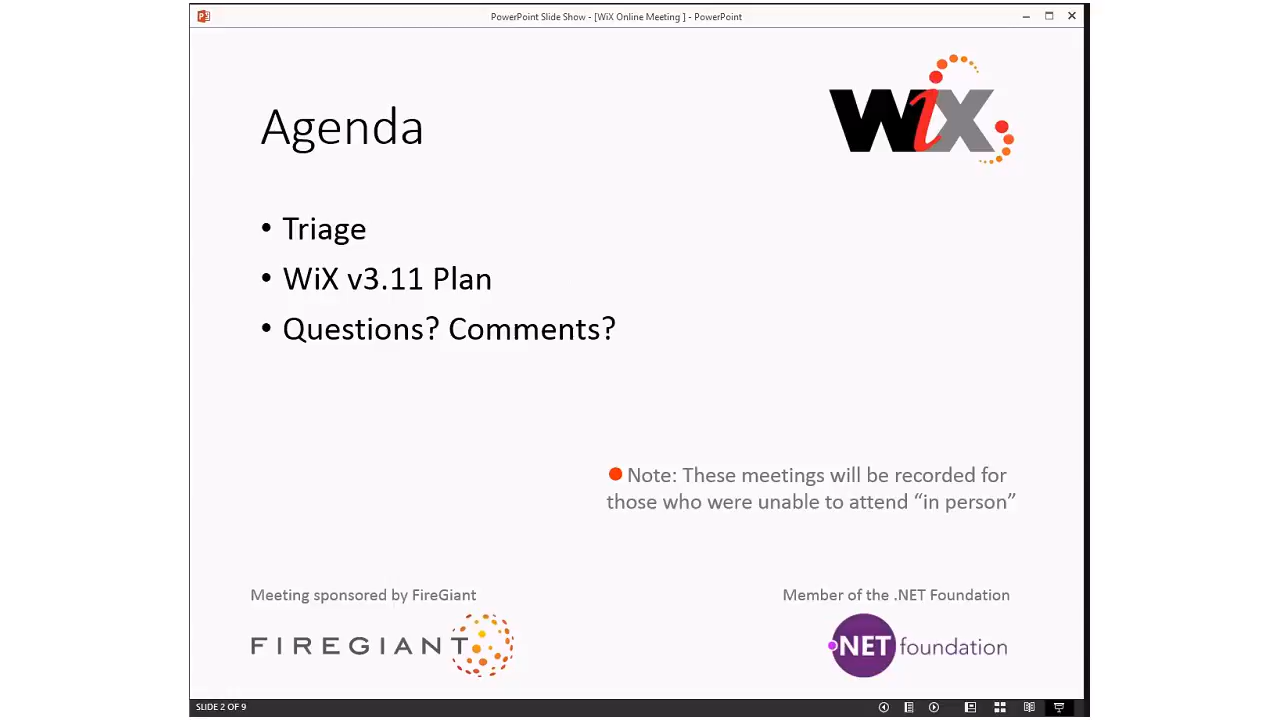 PowerPoint Slide Show - [WiX Online Meeting ] - PowerPoint
WiX
Agenda
• Triage
• WiX v3.11 Plan
• Questions? Comments?
Note: These meetings will be recorded for
those who were unable to attend “in person”
Meeting sponsored by FireGiant
FIREGIANT
Member of the .NET Foundation
.NET foundation
SLIDE 2 OF 9